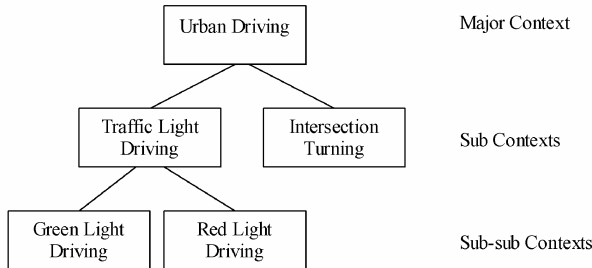 Urban Driving
Major Context
Traffic Light
Driving
Intersection
Turning
Sub Contexts
Green Light
Driving
Red Light
Driving
Sub-sub Contexts